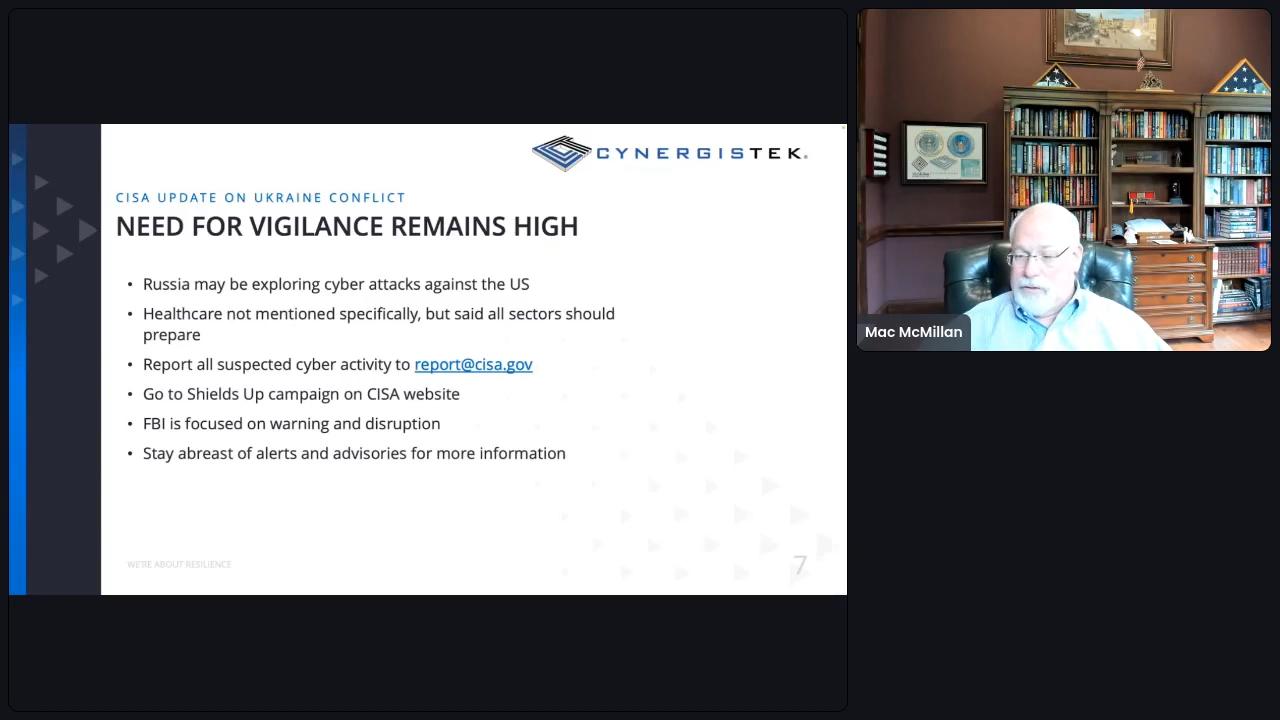 CYNERGISTEK.
CISA UPDATE ON UKRAINE CONFLICT
NEED FOR VIGILANCE REMAINS HIGH
• Russia may be exploring cyber attacks against the US
• Healthcare not mentioned specifically, but said all sectors should
prepare
• Report all suspected cyber activity to report@cisa.gov
• Go to Shields Up campaign on CISA website
• FBI is focused on warning and disruption
• Stay abreast of alerts and advisories for more information
WE'RE ABOUT RESILIENCE
7
Mac McMillan